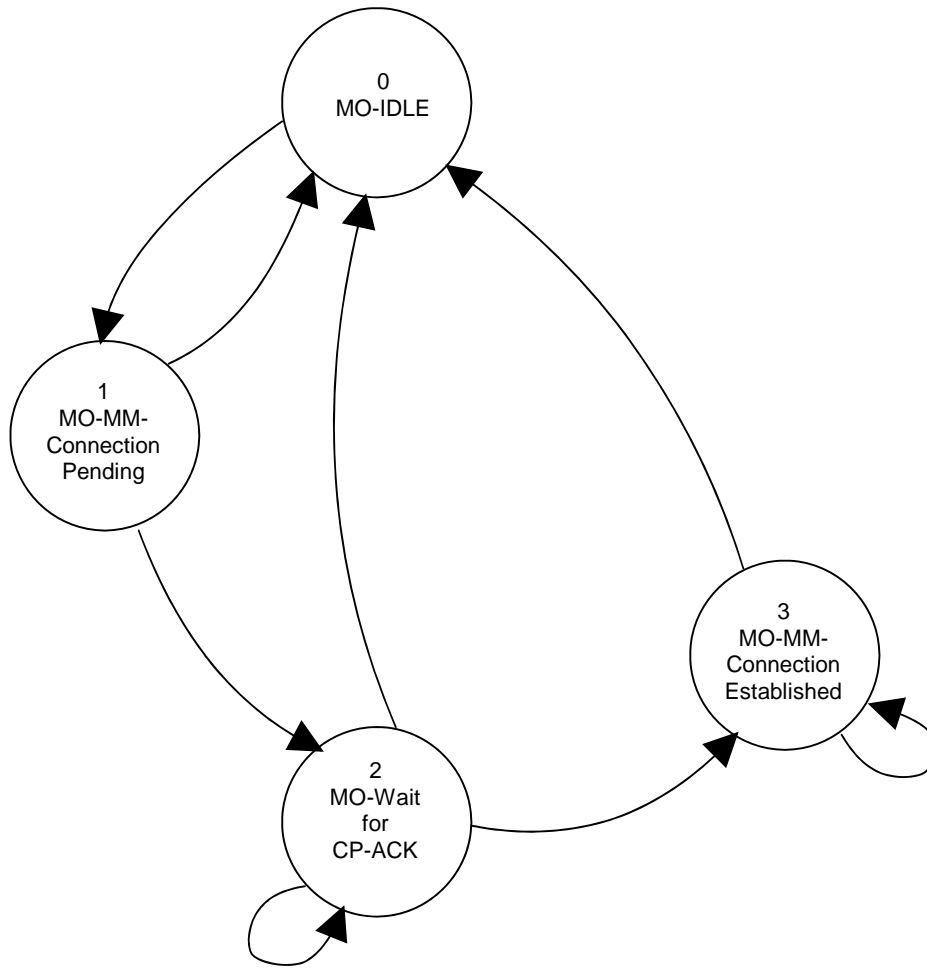 0
MO-IDLE
1
MO-MM-
Connection
Pending
3
MO-MM-
Connection
Established
2
MO-Wait
for
CP-ACK